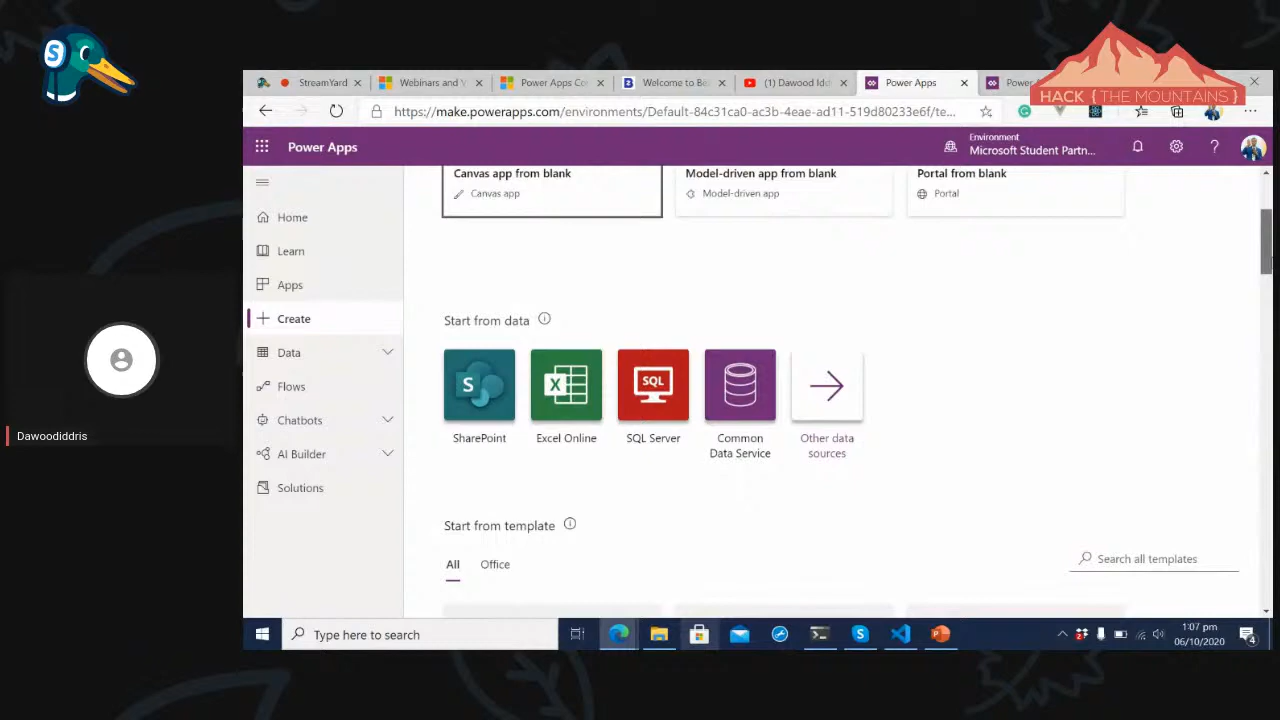 S
HACK { THE MOUNTAINS }
StreamYard
Webinars and V
Power Apps Co
Welcome to Be
(1) Dawood Idd
Power Apps
Power
https://make.powerapps.com/environments/Default-84c31ca0-ac3b-4eae-ad11-519d80233e6f/te...
Power Apps
Environment
Microsoft Student Partn...
Home
Learn
Apps
Create
Data
Flows
Chatbots
AI Builder
Solutions
Canvas app from blank
Canvas app
Model-driven app from blank
Model-driven app
Portal from blank
Portal
Start from data
S
X
SQL
SharePoint
Excel Online
SQL Server
Common
Data Service
Other data
sources
Start from template
All
Office
Search all templates
Dawoodiddris
Type here to search
1:07 pm
06/10/2020
4